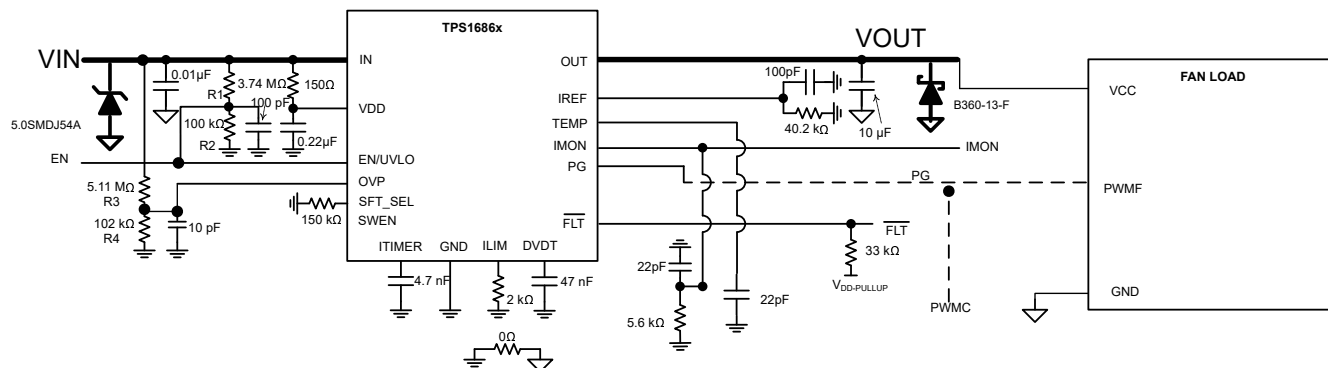 TPS1686x
VIN
VOUT
IN
OUT
FAN LOAD
0.01µF
3.74 MΩ
R1
150Ω
100 pF
VDD
100pF
IREF
VCC
5.0SMDJ54A
100 kΩ
R2
0.22µF
TEMP
40.2 kΩ
10 µF
B360-13-F
EN
EN/UVLO
IMON
IMON
PG
PG
PWMF
5.11 MΩ
R3
OVP
SFT_SEL
150 kΩ
SWEN
102 kΩ
R4
10 pF
FLT
FLT
33 kΩ
VDD-PULLUP
ITIMER
GND
ILIM
DVDT
4.7 nF
2 kΩ
47 nF
22pF
5.6 kΩ
22pF
PWMC
GND
0Ω